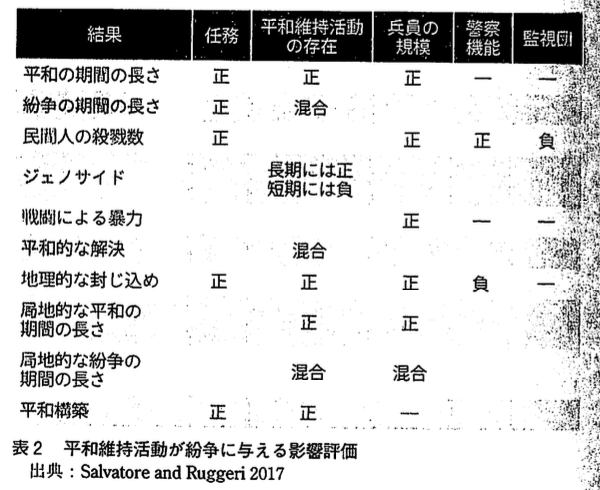 結果 任務 平和維持活動の存在 兵員の規模 警察機能 監視団
平和の期間の長さ 正 正 正 — —
紛争の期間の長さ 正 混合
民間人の殺戮数 正 正 正 負
ジェノサイド 長期には正 短期には負
戦闘による暴力 正 — —
平和的な解決 混合
地理的な封じ込め 正 正 正 負 —
局地的な平和の期間の長さ 正 正
局地的な紛争の期間の長さ 混合 混合
平和構築 正 正 —
表2 平和維持活動が紛争に与える影響評価
出典：Salvatore and Ruggeri 2017